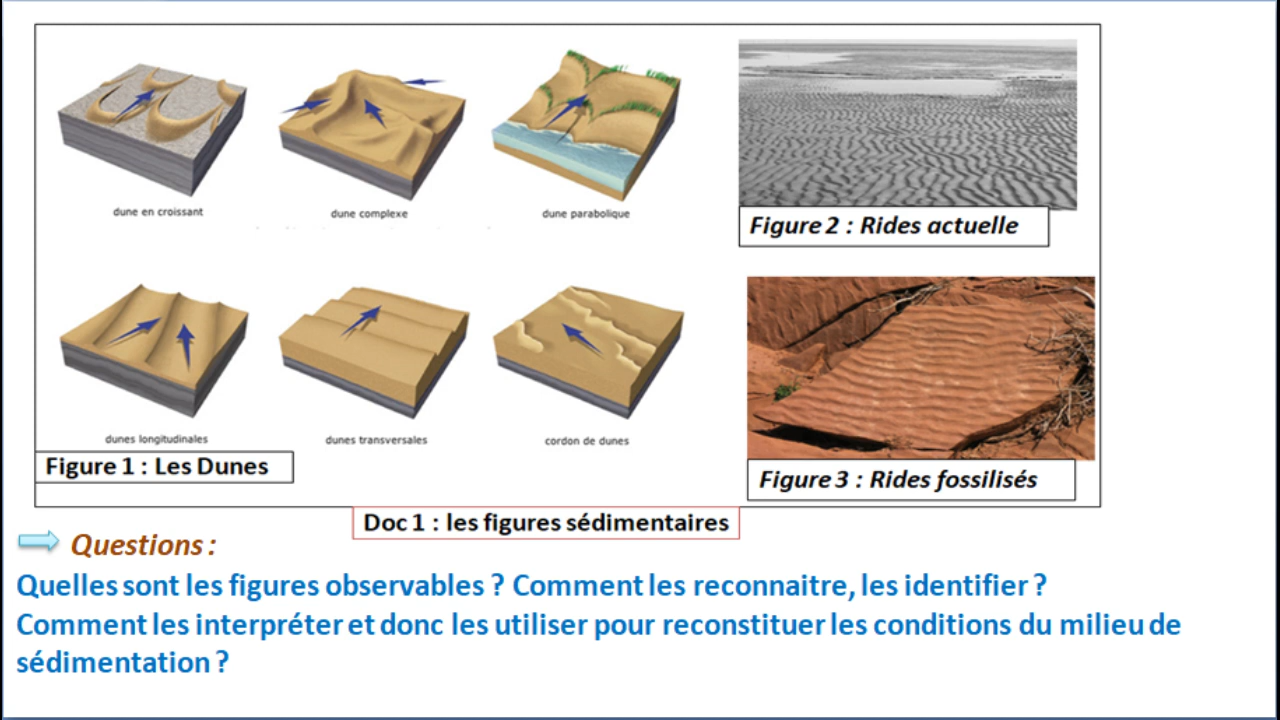 dune en croissant
dune complexe
dune parabolique
Figure 2 : Rides actuelle
dunes longitudinales
dunes transversales
cordon de dunes
Figure 1 : Les Dunes
Figure 3 : Rides fossilisés
Doc 1 : les figures sédimentaires
Questions :
Quelles sont les figures observables ? Comment les reconnaitre, les identifier ?
Comment les interpréter et donc les utiliser pour reconstituer les conditions du milieu de
sédimentation ?